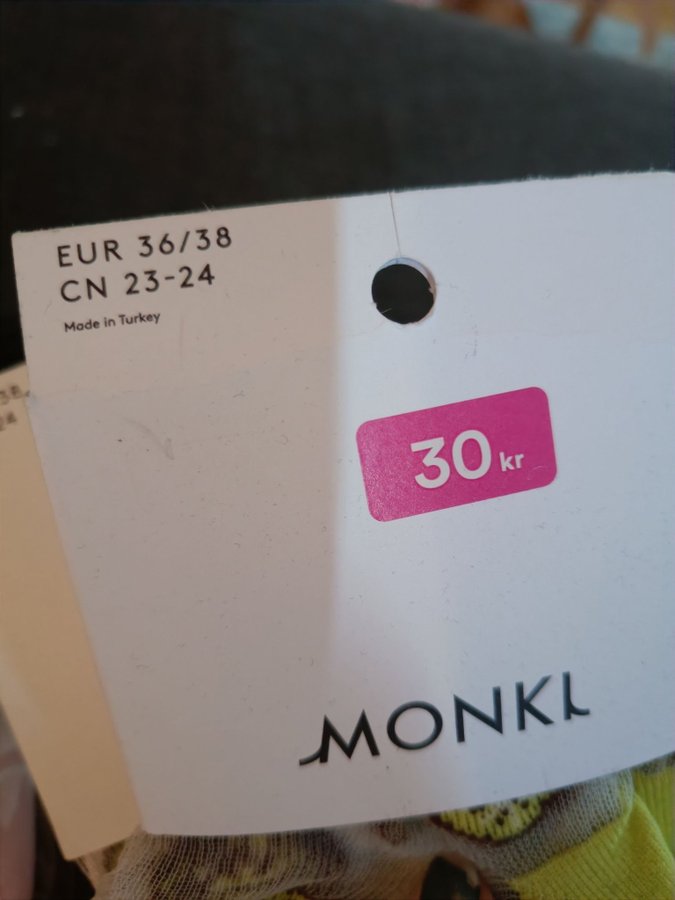 EUR 36/38
CN 23-24
Made in Turkey
30 kr
MONKI